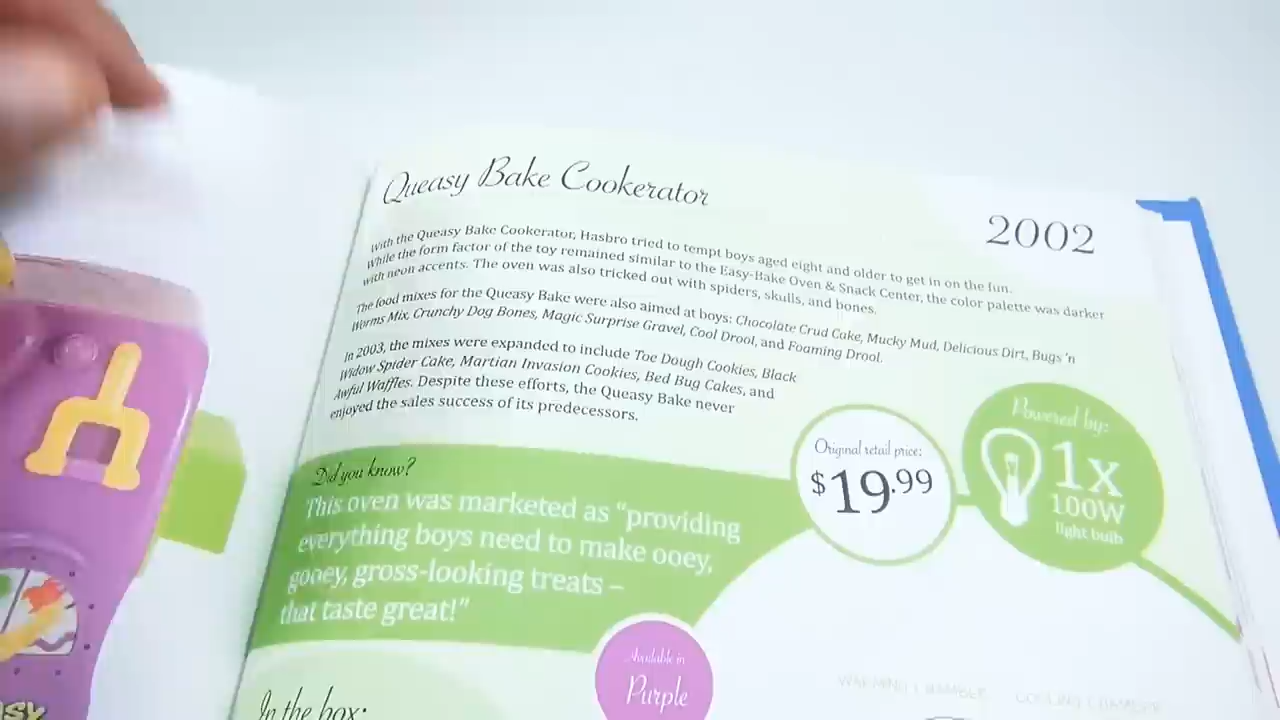 Queasy Bake Cookerator
2002
With the Queasy Bake Cookerator, Hasbro tried to tempt boys aged eight and older to get in on the fun.
While the form factor of the toy remained similar to the Easy-Bake Oven & Snack Center, the color palette was darker
with neon accents. The oven was also tricked out with spiders, skulls, and bones.
The food mixes for the Queasy Bake were also aimed at boys: Chocolate Crud Cake, Mucky Mud, Delicious Dirt, Bugs 'n
Worms Mix, Crunchy Dog Bones, Magic Surprise Gravel, Cool Drool, and Foaming Drool.
In 2003, the mixes were expanded to include Toe Dough Cookies, Black
Widow Spider Cake, Martian Invasion Cookies, Bed Bug Cakes, and
Awful Waffles. Despite these efforts, the Queasy Bake never
enjoyed the sales success of its predecessors.
Original retail price:
$19.99
Powered by:
1x
100W
light bulb
Did you know?
This oven was marketed as "providing
everything boys need to make ooey,
gooey, gross-looking treats –
that taste great!"
Available in
Purple
In the box:
WARMING CHAMBER
COOLING CHAMBER